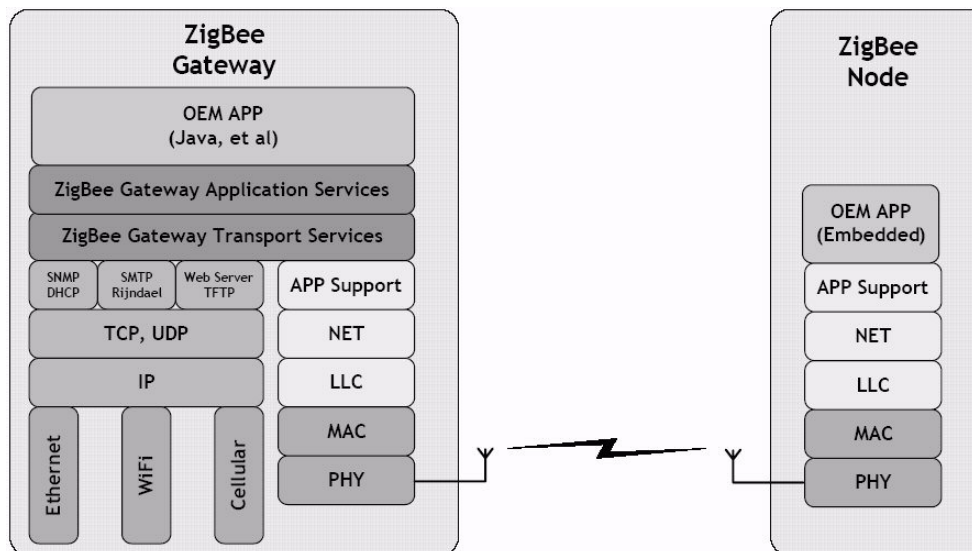 ZigBee
Gateway
OEM APP
(Java, et al)
ZigBee Gateway Application Services
ZigBee Gateway Transport Services
SNMP
DHCP
SMTP
Rijndael
Web Server
TFTP
TCP, UDP
IP
Ethernet
WiFi
Cellular
APP Support
NET
LLC
MAC
PHY
ZigBee
Node
OEM APP
(Embedded)
APP Support
NET
LLC
MAC
PHY